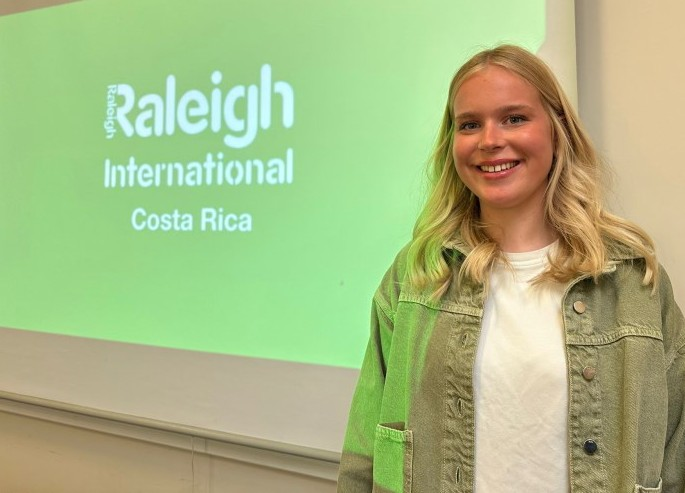 Raleigh
Raleigh
International
Costa Rica